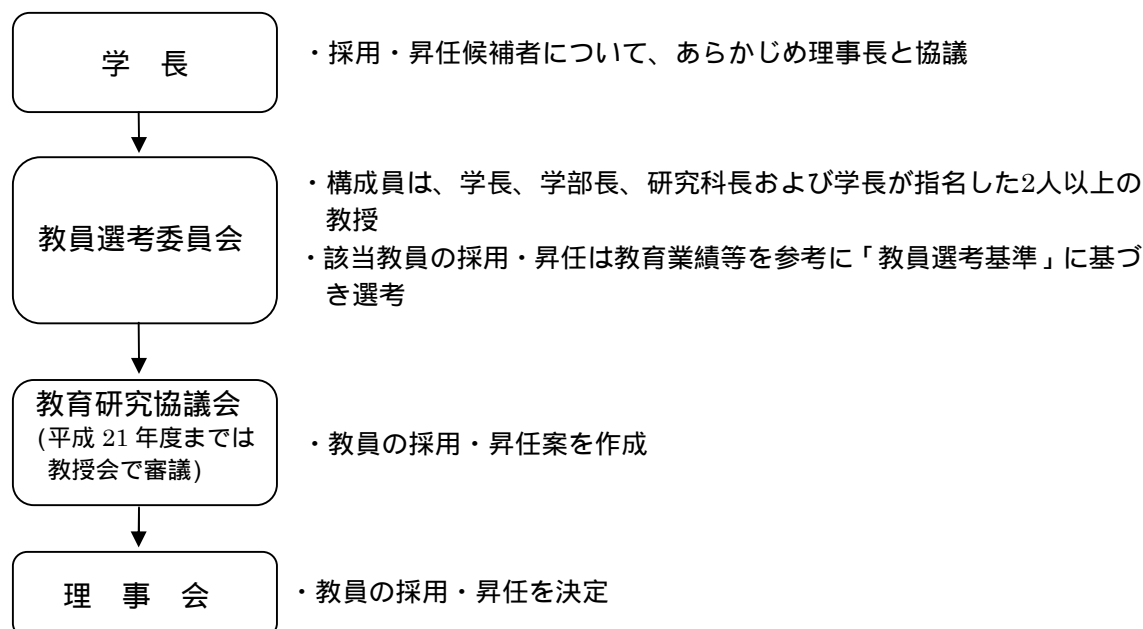 学 長
・採用・昇任候補者について、あらかじめ理事長と協議
教員選考委員会
・構成員は、学長、学部長、研究科長および学長が指名した2人以上の
教授
・該当教員の採用・昇任は教育業績等を参考に「教員選考基準」に基づ
き選考
教育研究協議会
(平成 21 年度までは
教授会で審議)
・教員の採用・昇任案を作成
理 事 会
・教員の採用・昇任を決定